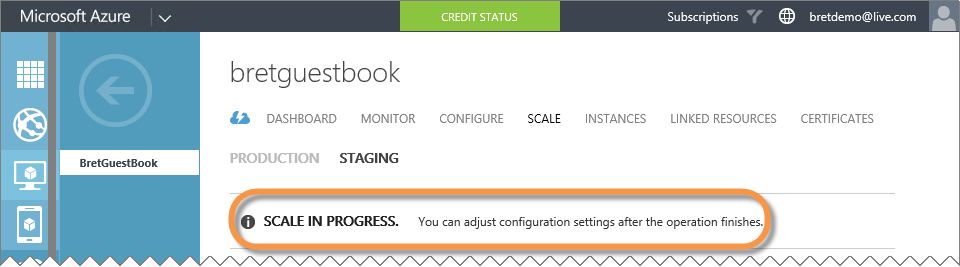 Microsoft Azure CREDIT STATUS Subscriptions bretdemo@live.com
bretguestbook
DASHBOARD MONITOR CONFIGURE SCALE INSTANCES LINKED RESOURCES CERTIFICATES
BretGuestBook
PRODUCTION STAGING
SCALE IN PROGRESS. You can adjust configuration settings after the operation finishes.